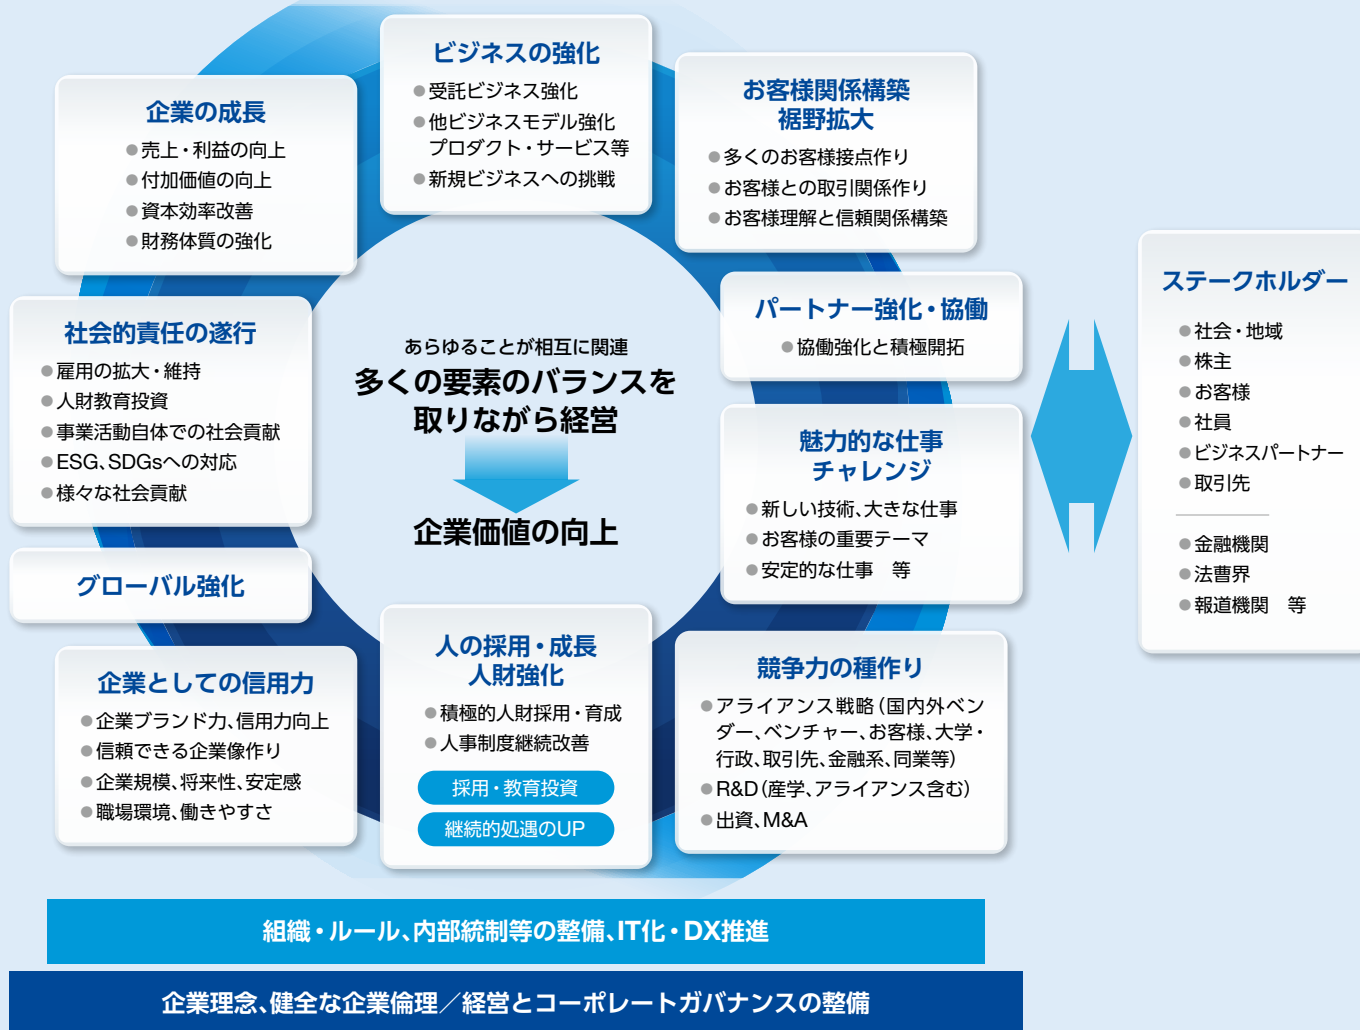 ビジネスの強化
●受託ビジネス強化
●他ビジネスモデル強化
プロダクト・サービス等
●新規ビジネスへの挑戦
お客様関係構築
裾野拡大
●多くのお客様接点作り
●お客様との取引関係作り
●お客様理解と信頼関係構築
パートナー強化・協働
●協働強化と積極開拓
魅力的な仕事
チャレンジ
●新しい技術、大きな仕事
●お客様の重要テーマ
●安定的な仕事　等
競争力の種作り
●アライアンス戦略（国内外ベン
ダー、ベンチャー、お客様、大学・
行政、取引先、金融系、同業等）
●R&D（産学、アライアンス含む）
●出資、M&A
人の採用・成長
人財強化
●積極的人財採用・育成
●人事制度継続改善
採用・教育投資
継続的処遇のUP
企業としての信用力
●企業ブランド力、信用力向上
●信頼できる企業像作り
●企業規模、将来性、安定感
●職場環境、働きやすさ
グローバル強化
社会的責任の遂行
●雇用の拡大・維持
●人財教育投資
●事業活動自体での社会貢献
●ESG、SDGsへの対応
●様々な社会貢献
企業の成長
●売上・利益の向上
●付加価値の向上
●資本効率改善
●財務体質の強化
あらゆることが相互に関連
多くの要素のバランスを
取りながら経営
企業価値の向上
ステークホルダー
●社会・地域
●株主
●お客様
●社員
●ビジネスパートナー
●取引先
●金融機関
●法曹界
●報道機関　等
組織・ルール、内部統制等の整備、IT化・DX推進
企業理念、健全な企業倫理／経営とコーポレートガバナンスの整備